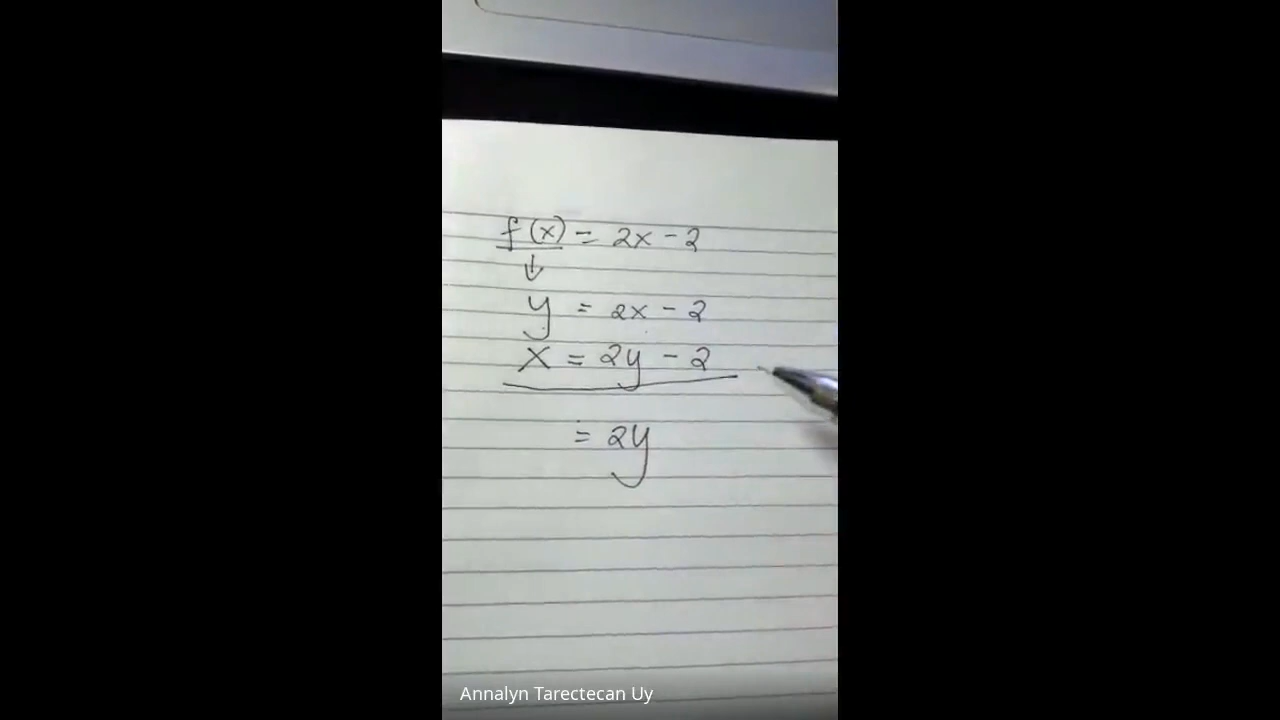 f(x) = 2x - 2
↓
y = 2x - 2
x = 2y - 2
= 2y
Annalyn Tarectecan Uy